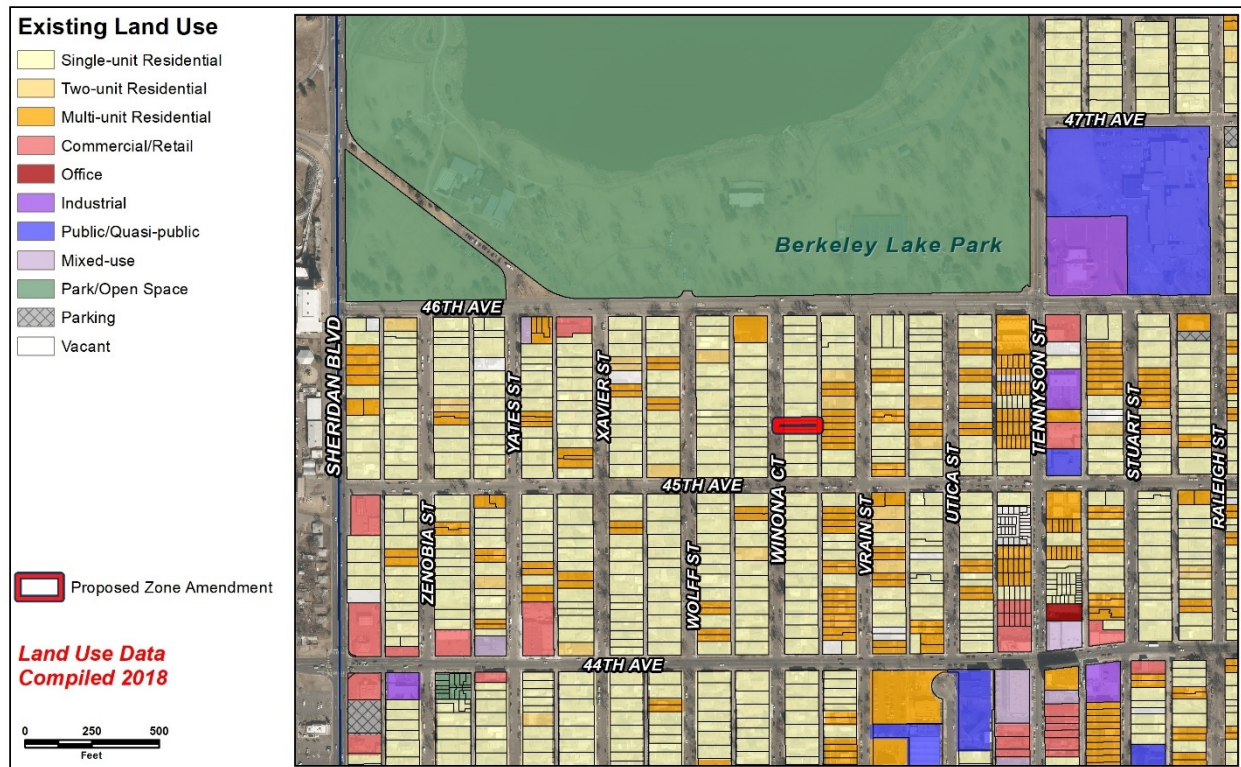 Existing Land Use
Single-unit Residential
Two-unit Residential
Multi-unit Residential
Commercial/Retail
Office
Industrial
Public/Quasi-public
Mixed-use
Park/Open Space
Parking
Vacant
Proposed Zone Amendment
Land Use Data
Compiled 2018
0 250 500
Feet
47TH AVE
Berkeley Lake Park
46TH AVE
SHERIDAN BLVD
YATES ST
XAVIER ST
TENNYSON ST
STUART ST
RALEIGH ST
45TH AVE
ZENOBIA ST
WOLFF ST
WINONA CT
VRAIN ST
UTICA ST
44TH AVE